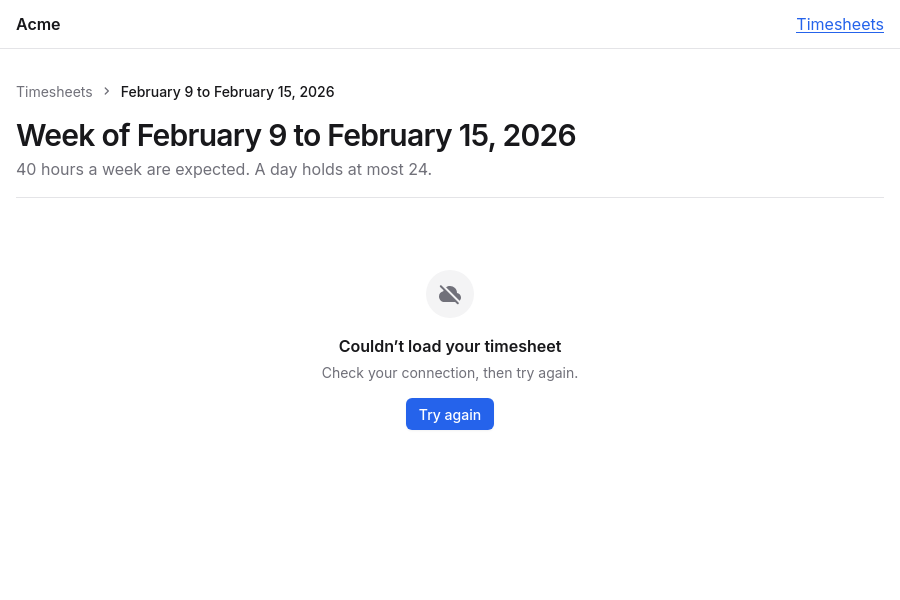 Acme
Timesheets
Timesheets
February 9 to February 15, 2026
Week of February 9 to February 15, 2026
40 hours a week are expected. A day holds at most 24.
Couldn’t load your timesheet
Check your connection, then try again.
Try again